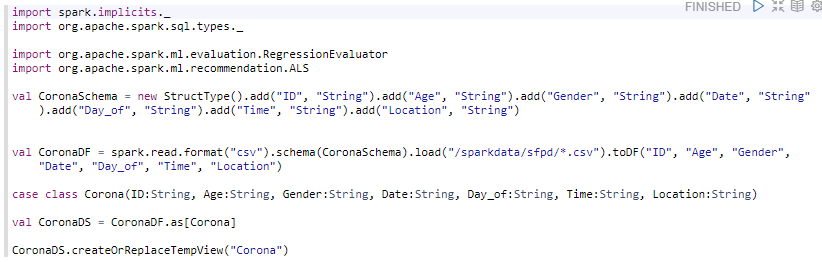 FINISHED
import spark.implicits._
import org.apache.spark.sql.types._
import org.apache.spark.ml.evaluation.RegressionEvaluator
import org.apache.spark.ml.recommendation.ALS
val CoronaSchema = new StructType().add("ID", "String").add("Age", "String").add("Gender", "String").add("Date", "String"
).add("Day_of", "String").add("Time", "String").add("Location", "String")
val CoronaDF = spark.read.format("csv").schema(CoronaSchema).load("/sparkdata/sfpd/*.csv").toDF("ID", "Age", "Gender",
"Date", "Day_of", "Time", "Location")
case class Corona(ID:String, Age:String, Gender:String, Date:String, Day_of:String, Time:String, Location:String)
val CoronaDS = CoronaDF.as[Corona]
CoronaDS.createOrReplaceTempView("Corona")